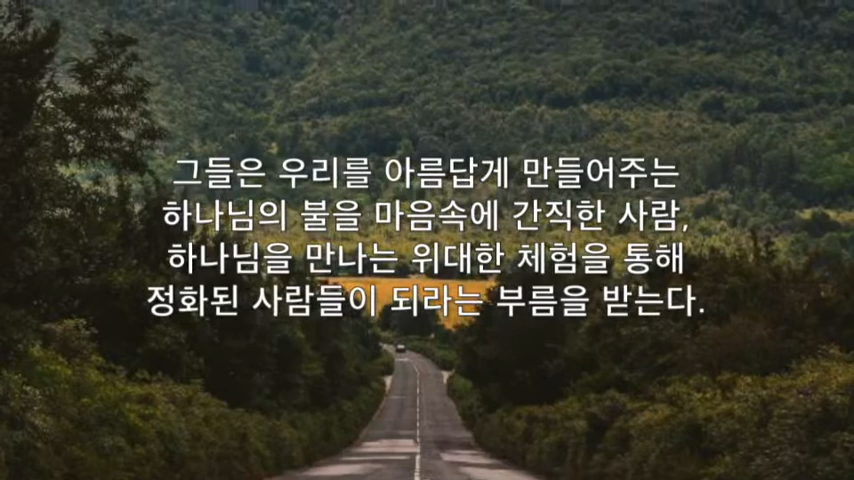 그들은 우리를 아름답게 만들어주는
하나님의 불을 마음속에 간직한 사람,
하나님을 만나는 위대한 체험을 통해
정화된 사람들이 되라는 부름을 받는다.